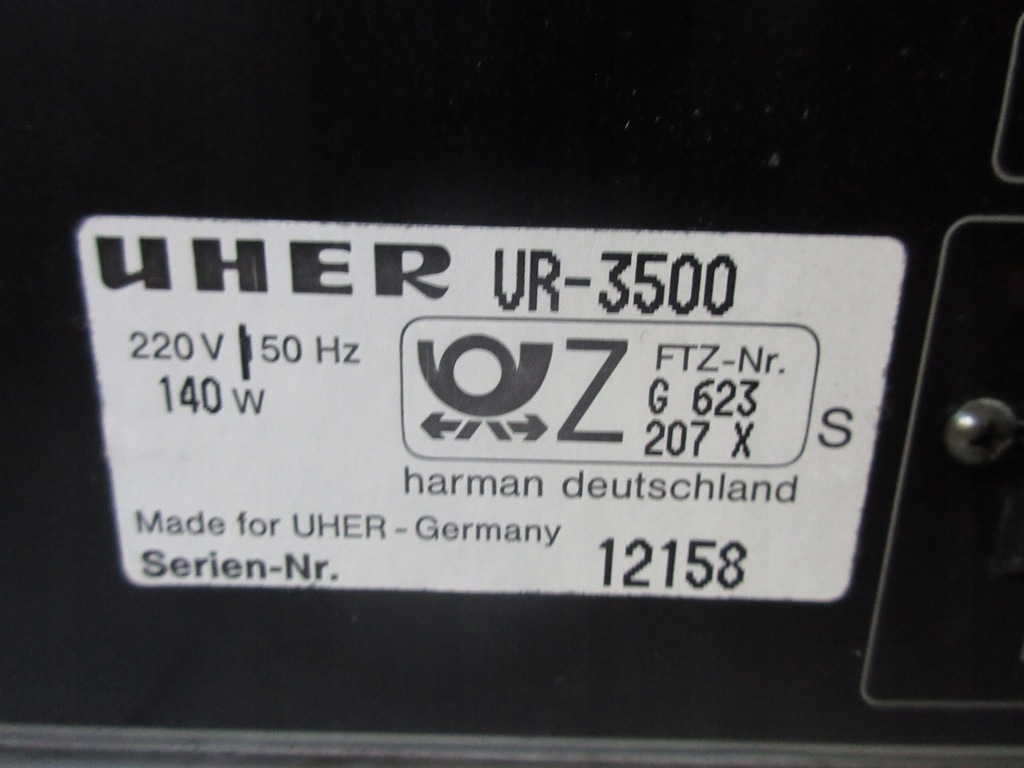 UHER UR-3500
220 V 50 Hz
140 W
Z FTZ-Nr.
G 623
207 X
S
harman deutschland
Made for UHER - Germany
Serien-Nr. 12158